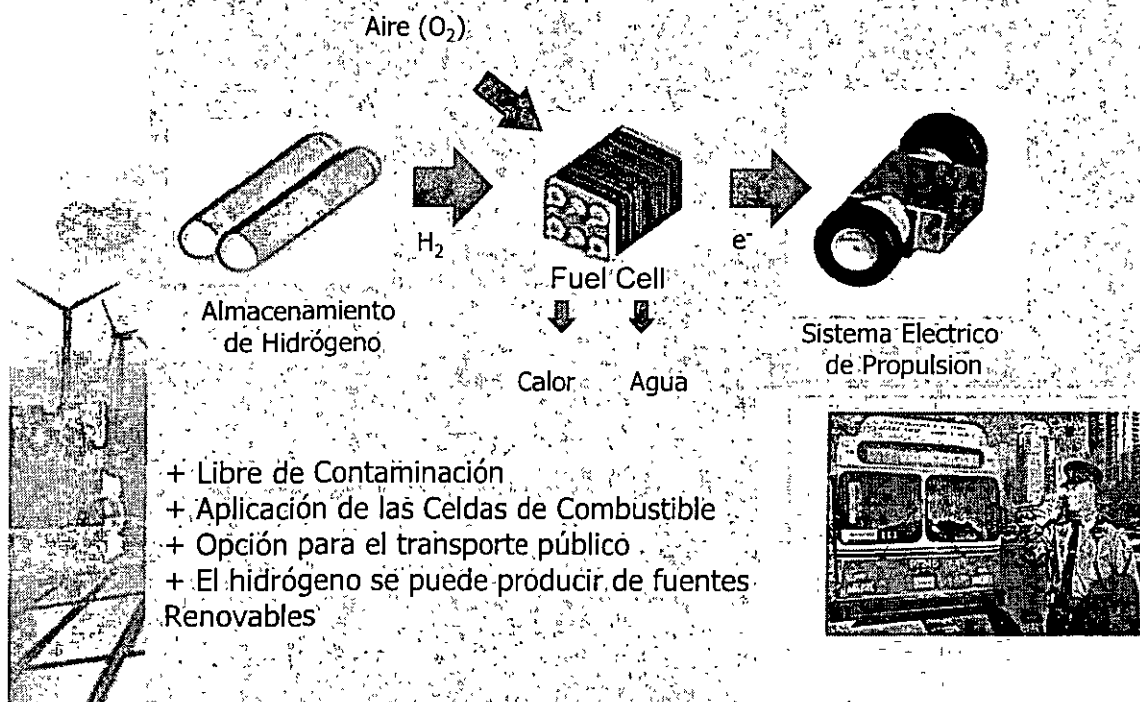 Aire (O₂)
H₂
e⁻
Fuel Cell
Almacenamiento
de Hidrógeno
Sistema Electrico
de Propulsion
Calor
Agua
+ Libre de Contaminación
+ Aplicación de las Celdas de Combustible
+ Opción para el transporte público
+ El hidrógeno se puede producir de fuentes
Renovables